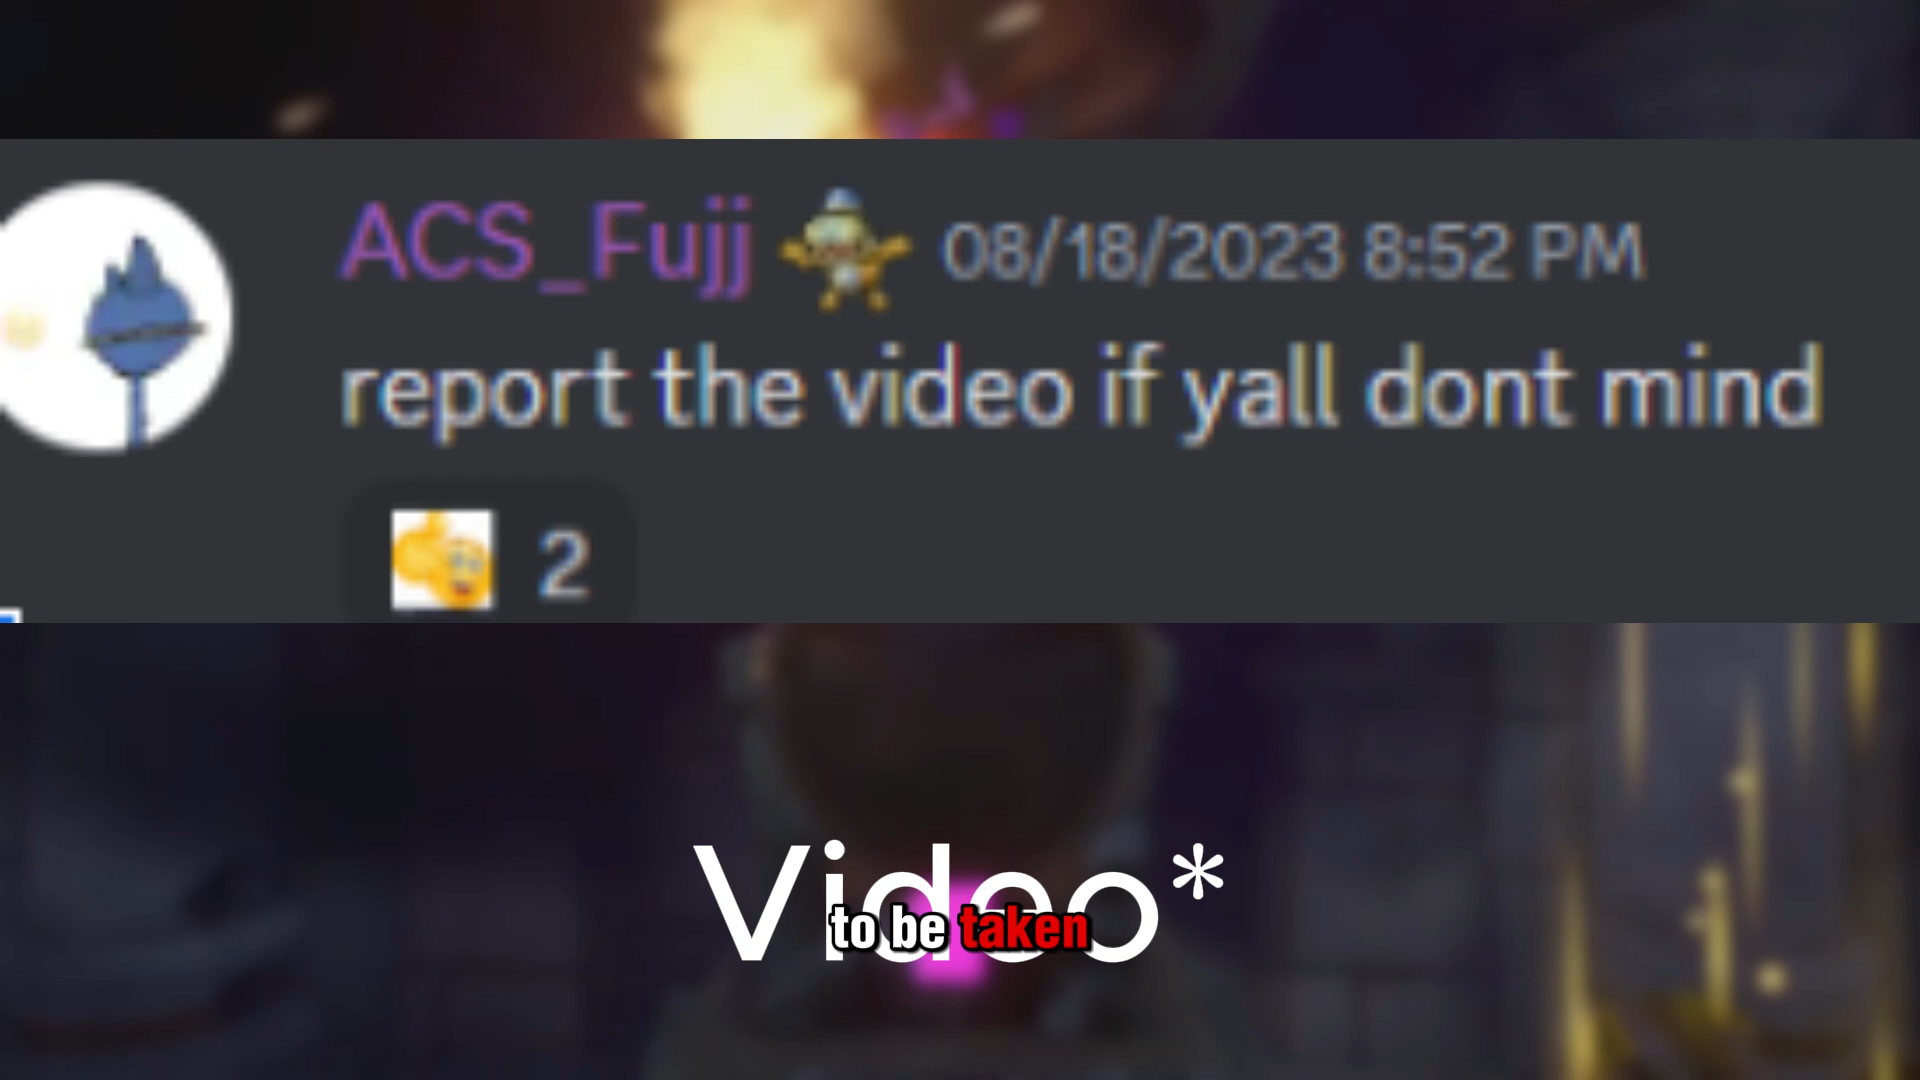 ACS_Fujj 08/18/2023 8:52 PM
report the video if yall dont mind
2
Video*
to be taken